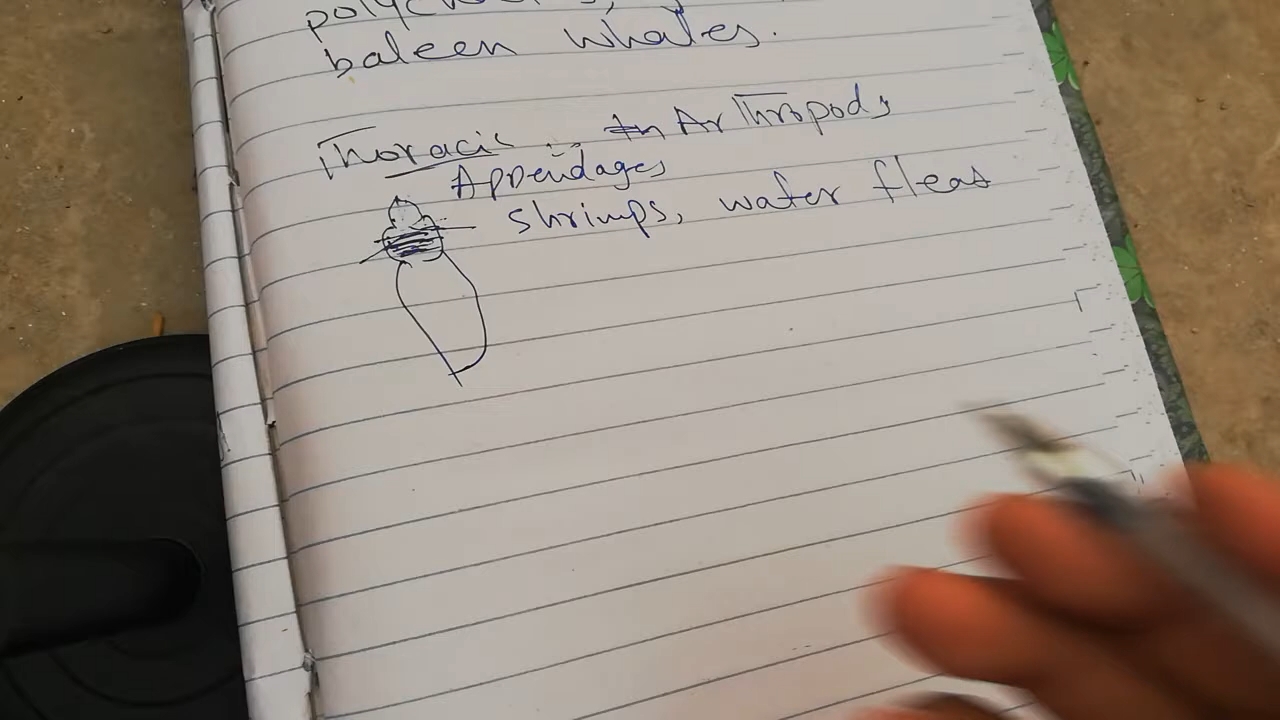 baleen whales.
Thoracic :- Arthropods
Appendages
shrimps, water fleas